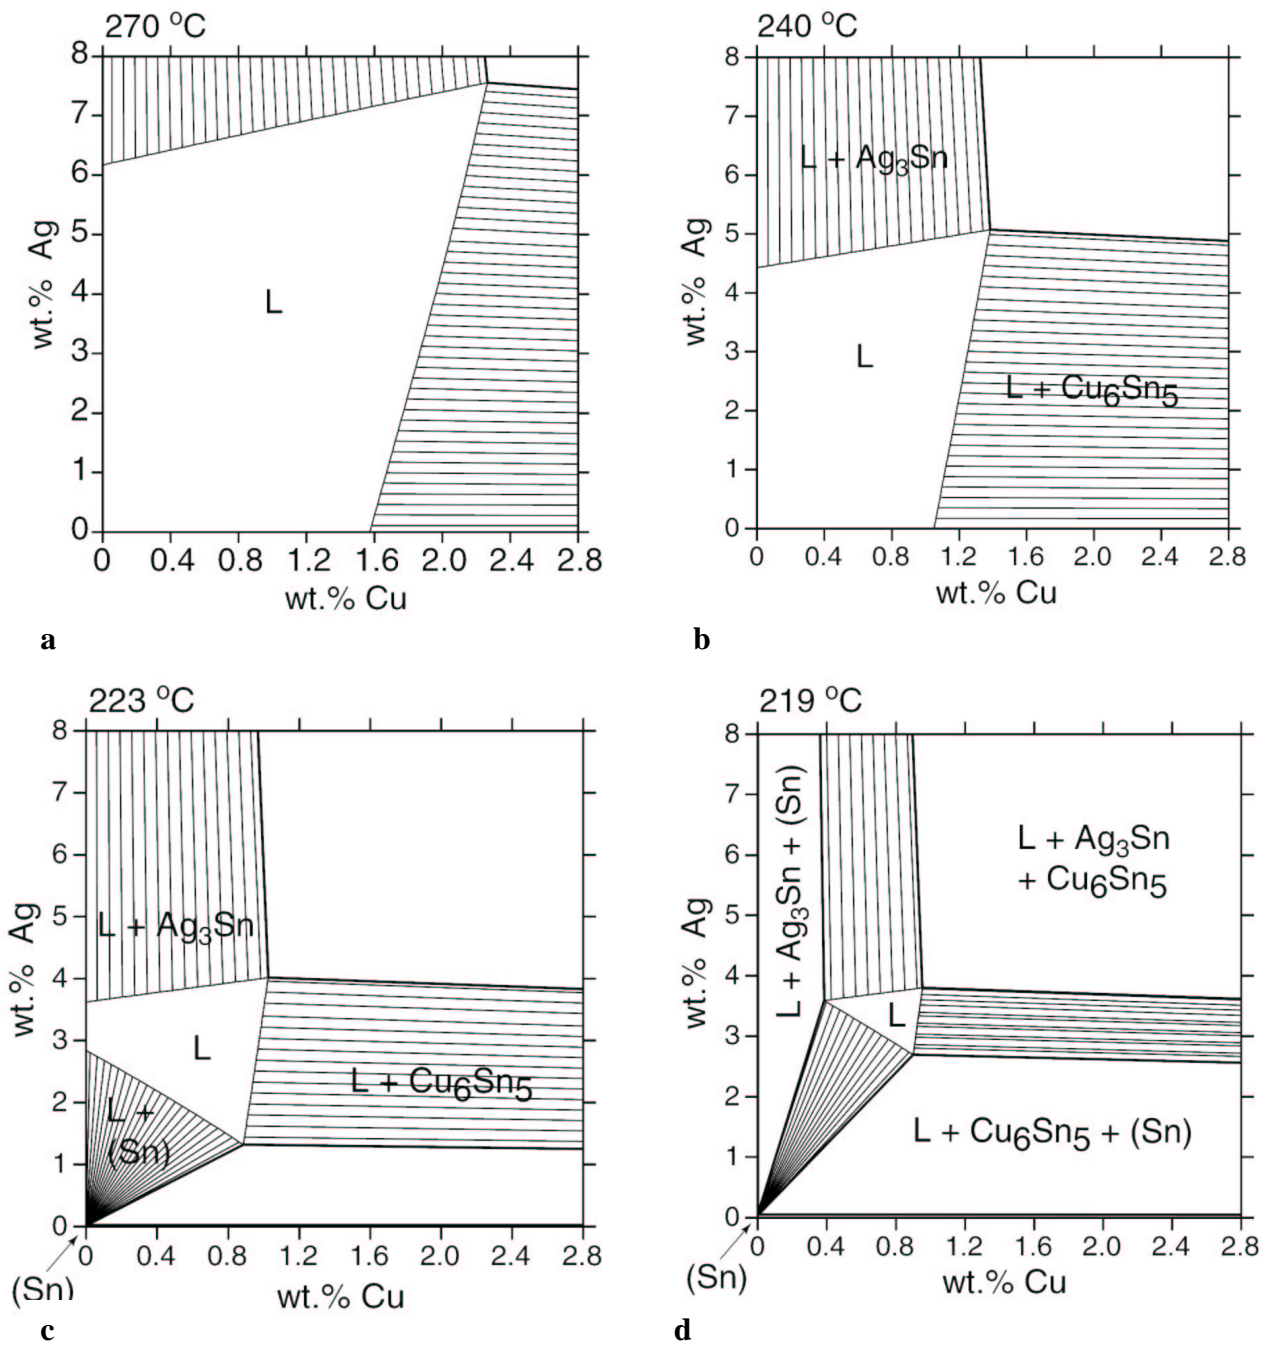 270 °C
8
7
6
5
4
3
2
1
0
wt.% Ag
L
0 0.4 0.8 1.2 1.6 2.0 2.4 2.8
wt.% Cu
a
240 °C
8
7
6
5
4
3
2
1
0
wt.% Ag
L + Ag₃Sn
L
L + Cu₆Sn₅
0 0.4 0.8 1.2 1.6 2.0 2.4 2.8
wt.% Cu
b
223 °C
8
7
6
5
4
3
2
1
0
wt.% Ag
L + Ag₃Sn
L
L + Cu₆Sn₅
L +
(Sn)
0 0.4 0.8 1.2 1.6 2.0 2.4 2.8
(Sn)
wt.% Cu
c
219 °C
8
7
6
5
4
3
2
1
0
wt.% Ag
L + Ag₃Sn + (Sn)
L + Ag₃Sn
+ Cu₆Sn₅
L
L + Cu₆Sn₅ + (Sn)
0 0.4 0.8 1.2 1.6 2.0 2.4 2.8
(Sn)
wt.% Cu
d